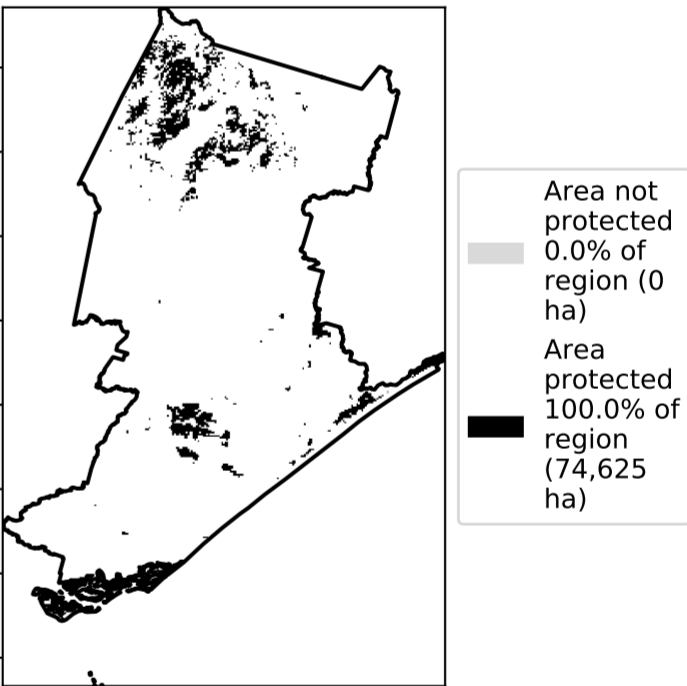 Area not
protected
0.0% of
region (0
ha)
Area
protected
100.0% of
region
(74,625
ha)